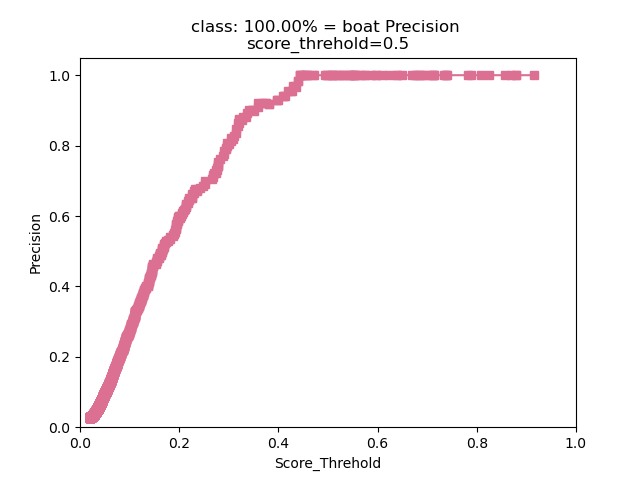 class: 100.00% = boat Precision
score_threhold=0.5
1.0
0.8
0.6
0.4
0.2
0.0
Precision
0.0 0.2 0.4 0.6 0.8 1.0
Score_Threhold